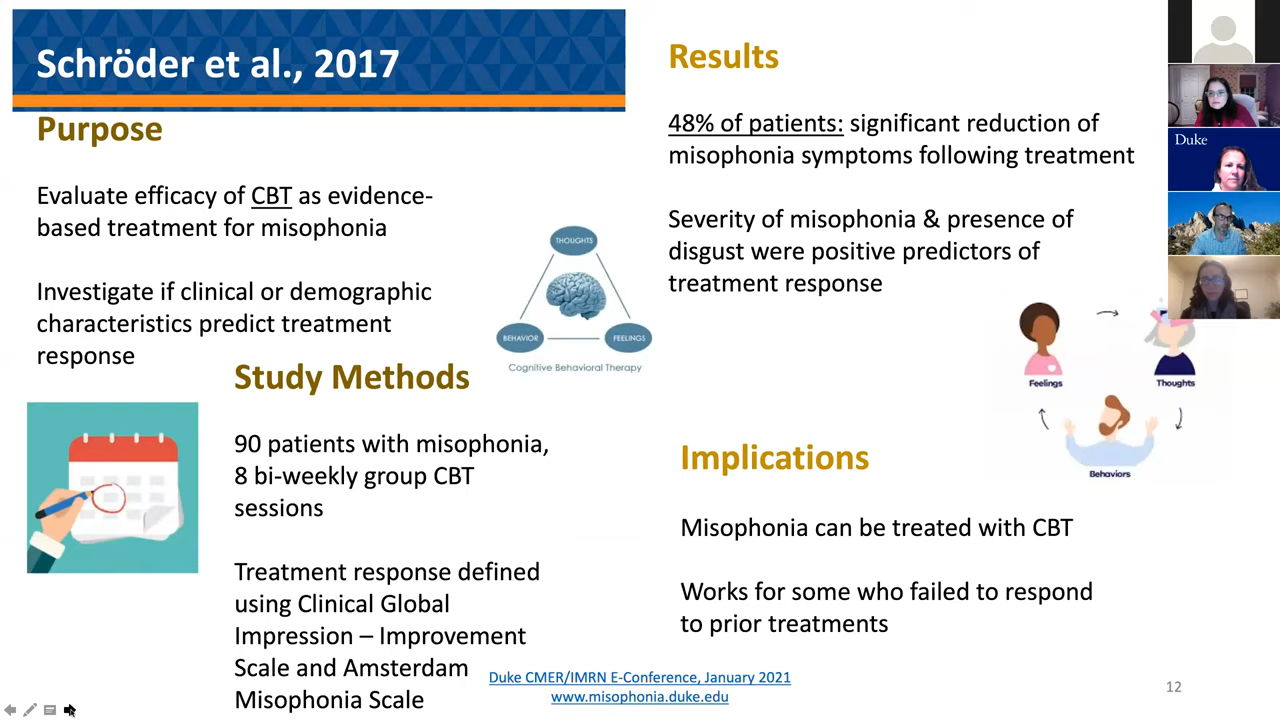 Schröder et al., 2017
Purpose
Evaluate efficacy of CBT as evidence-
based treatment for misophonia
Investigate if clinical or demographic
characteristics predict treatment
response
THOUGHTS
BEHAVIOR
FEELINGS
Cognitive Behavioral Therapy
Study Methods
90 patients with misophonia,
8 bi-weekly group CBT
sessions
Treatment response defined
using Clinical Global
Impression – Improvement
Scale and Amsterdam
Misophonia Scale
Results
48% of patients: significant reduction of
misophonia symptoms following treatment
Severity of misophonia & presence of
disgust were positive predictors of
treatment response
Feelings
Thoughts
Behaviors
Implications
Misophonia can be treated with CBT
Works for some who failed to respond
to prior treatments
Duke CMER/IMRN E-Conference, January 2021
www.misophonia.duke.edu
12
Duke